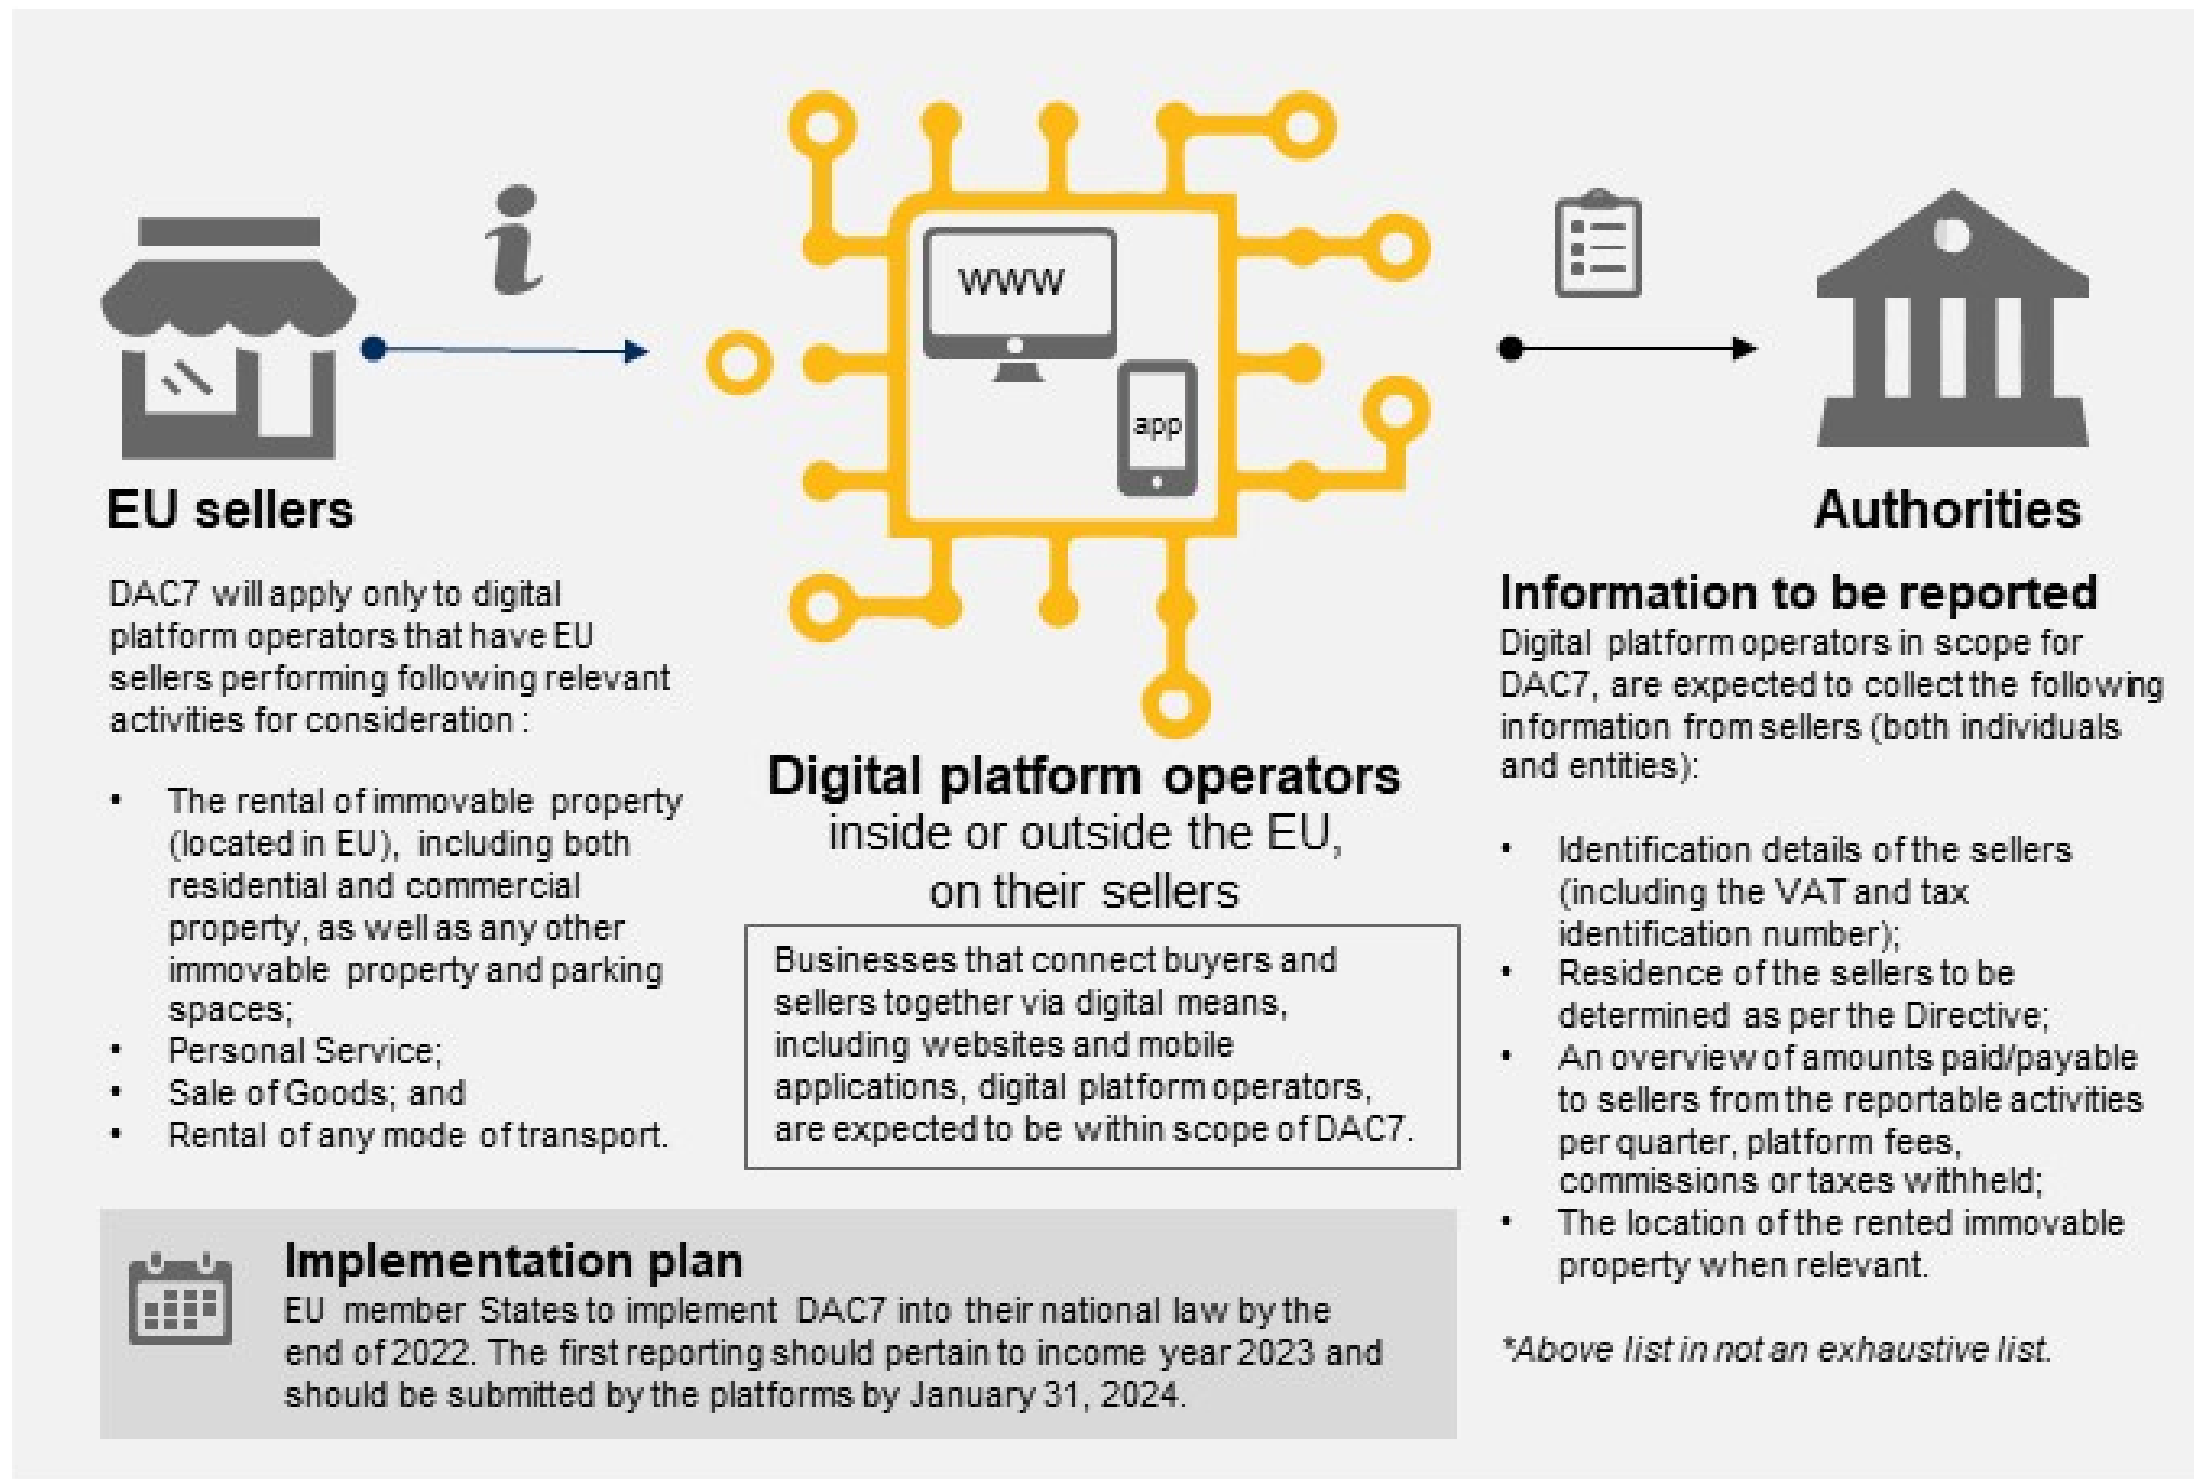 www
app
EU sellers
DAC7 will apply only to digital
platform operators that have EU
sellers performing following relevant
activities for consideration :
• The rental of immovable property
(located in EU), including both
residential and commercial
property, as well as any other
immovable property and parking
spaces;
• Personal Service;
• Sale of Goods; and
• Rental of any mode of transport.
Digital platform operators
inside or outside the EU,
on their sellers
Businesses that connect buyers and
sellers together via digital means,
including websites and mobile
applications, digital platform operators,
are expected to be within scope of DAC7.
Authorities
Information to be reported
Digital platform operators in scope for
DAC7, are expected to collect the following
information from sellers (both individuals
and entities):
• Identification details of the sellers
(including the VAT and tax
identification number);
• Residence of the sellers to be
determined as per the Directive;
• An overview of amounts paid/payable
to sellers from the reportable activities
per quarter, platform fees,
commissions or taxes withheld;
• The location of the rented immovable
property when relevant.
*Above list in not an exhaustive list.
Implementation plan
EU member States to implement DAC7 into their national law by the
end of 2022. The first reporting should pertain to income year 2023 and
should be submitted by the platforms by January 31, 2024.